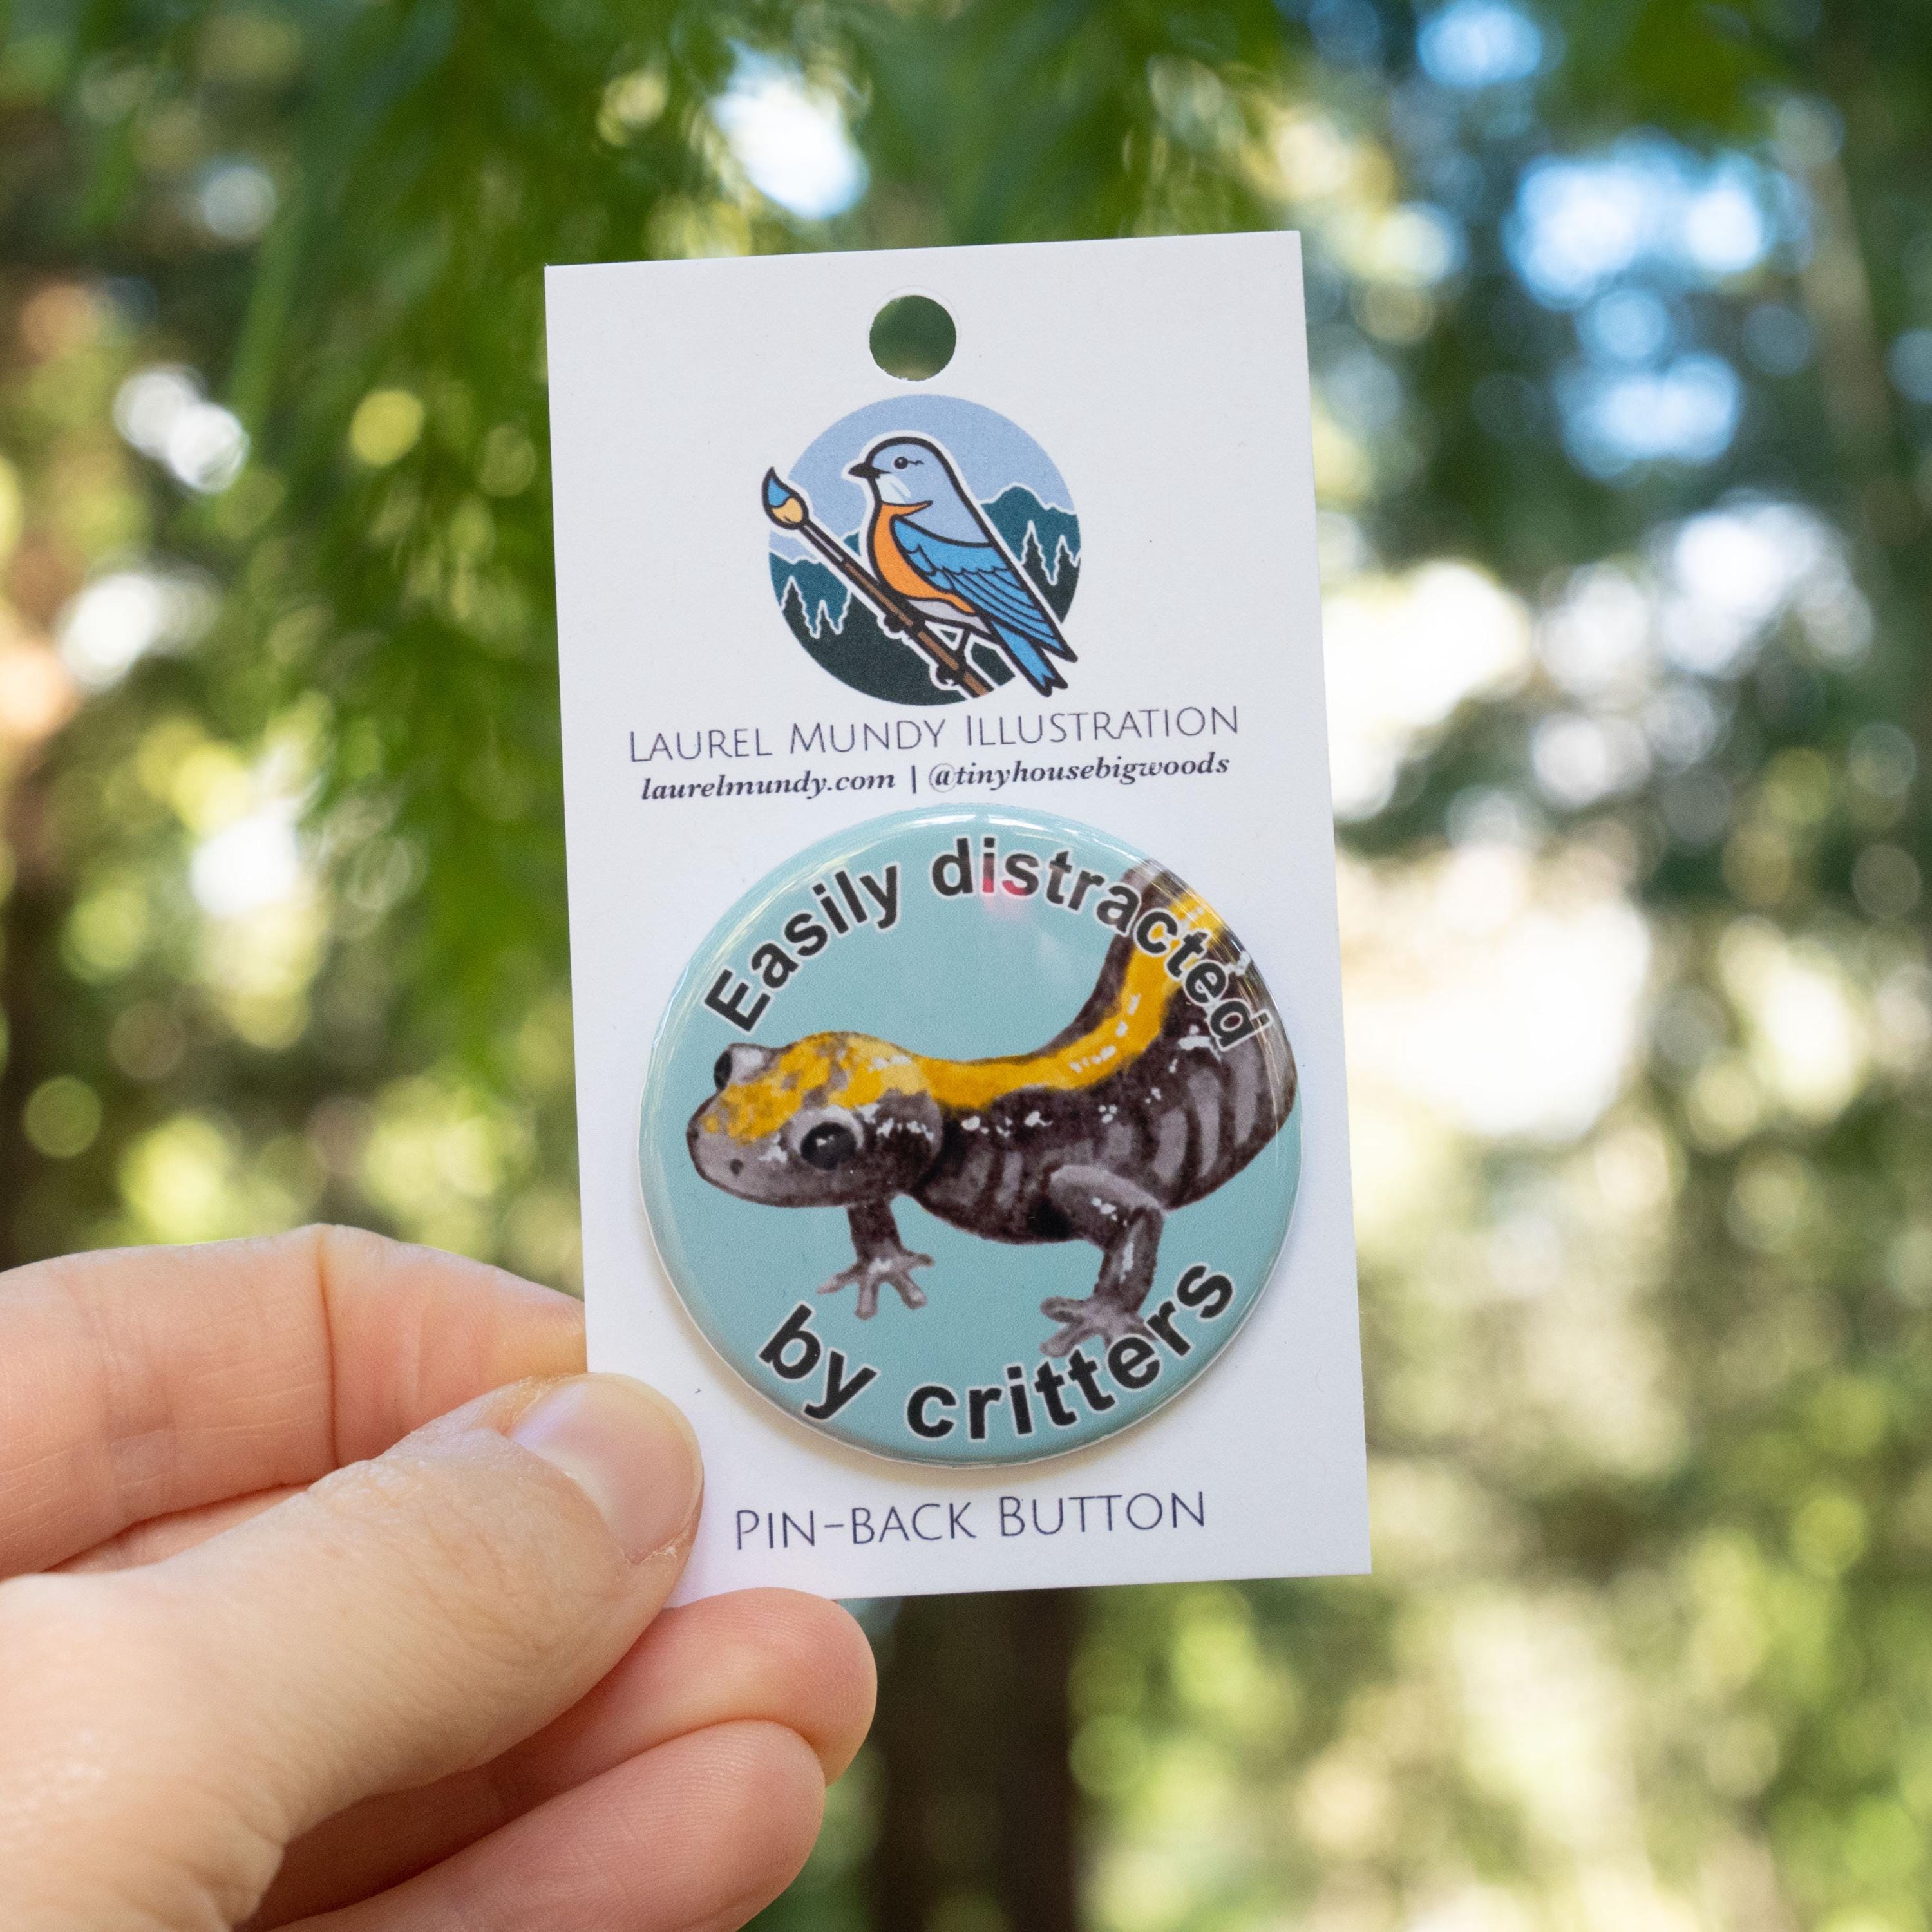 LAUREL MUNDY ILLUSTRATION
laurelmundy.com | @tinyhousebigwoods
Easily distracted
by critters
PIN-BACK BUTTON